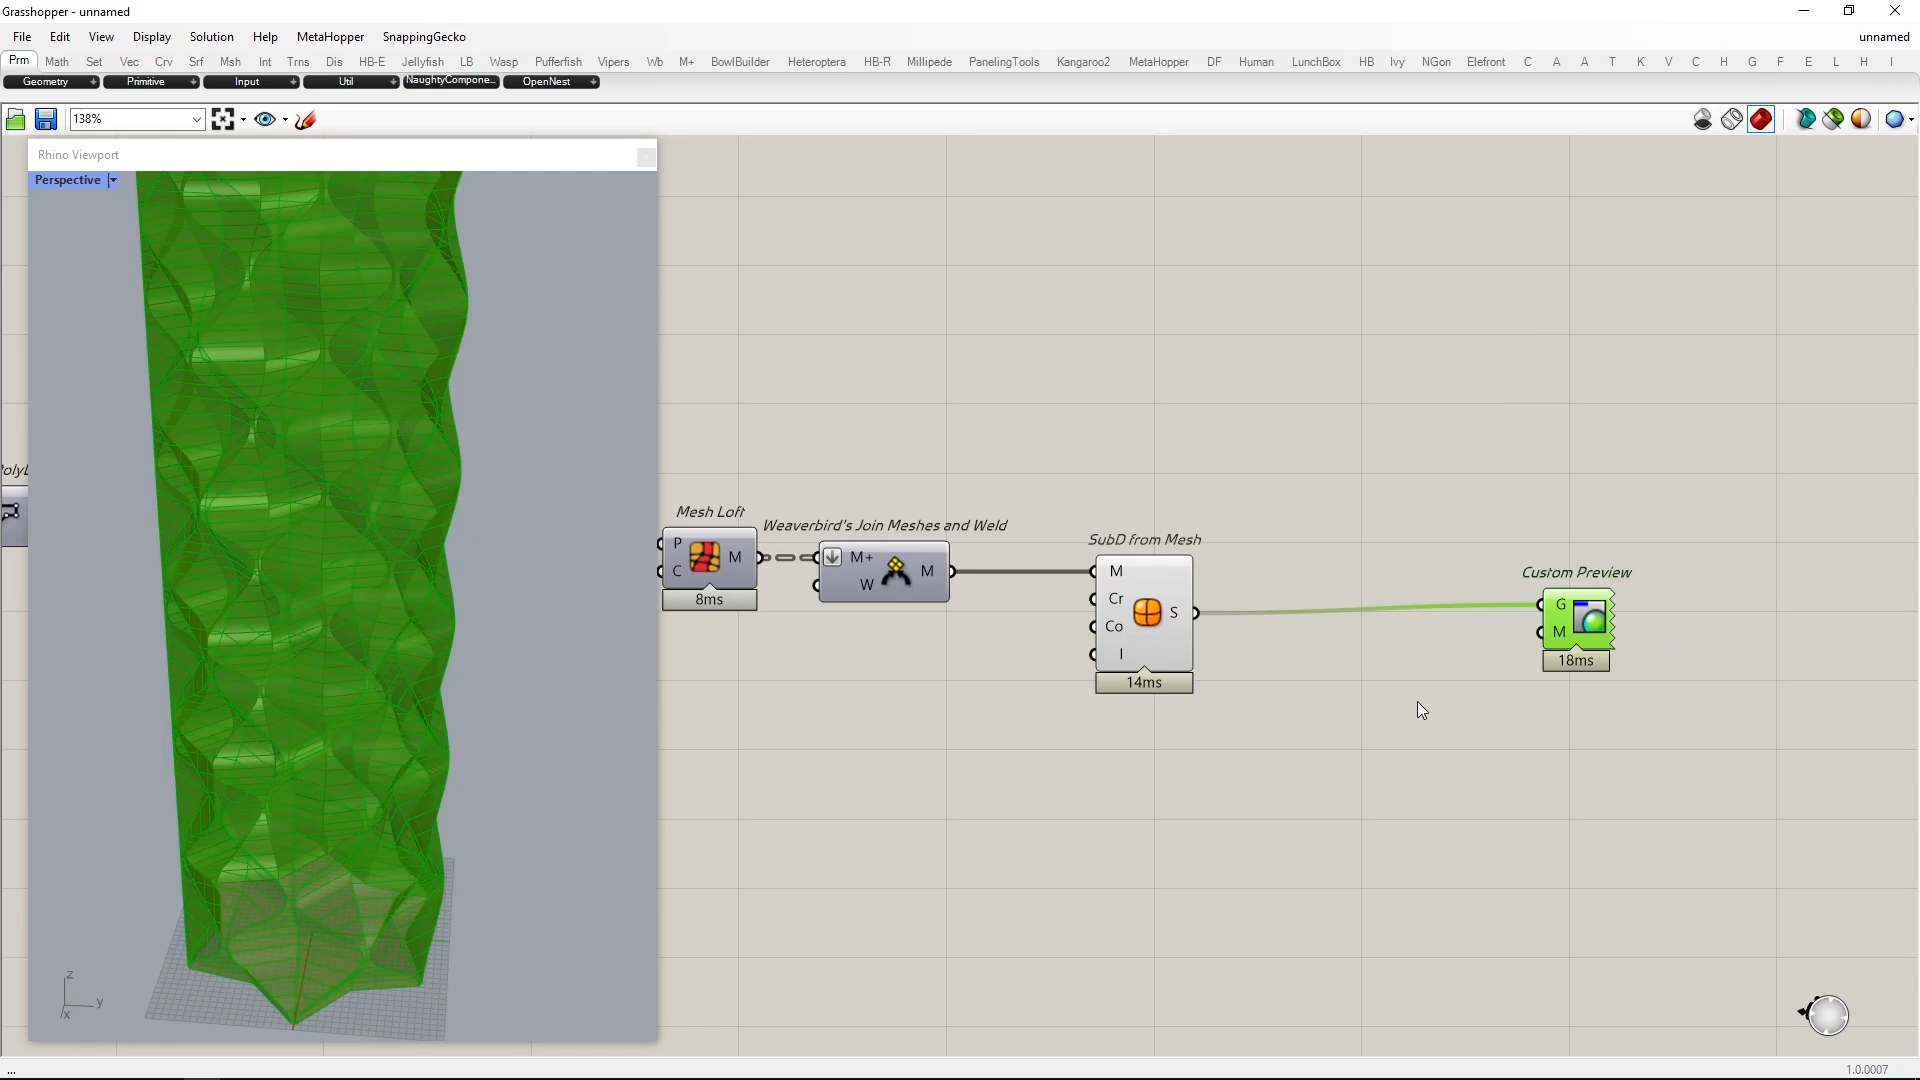 Grasshopper - unnamed
File Edit View Display Solution Help MetaHopper SnappingGecko unnamed
Prm Math Set Vec Crv Srf Msh Int Trns Dis HB-E Jellyfish LB Wasp Pufferfish Vipers Wb M+ BowlBuilder Heteroptera HB-R Millipede PanelingTools Kangaroo2 MetaHopper DF Human LunchBox HB Ivy NGon Elefront C A A T K V C H G F E L H I
Geometry Primitive Input Util NaughtyCompone... OpenNest
138%
Rhino Viewport
Perspective
Mesh Loft
P
C
M
8ms
Weaverbird's Join Meshes and Weld
M+
W
M
SubD from Mesh
M
Cr
Co
I
S
14ms
Custom Preview
G
M
18ms
z
y
x
...
1.0.0007